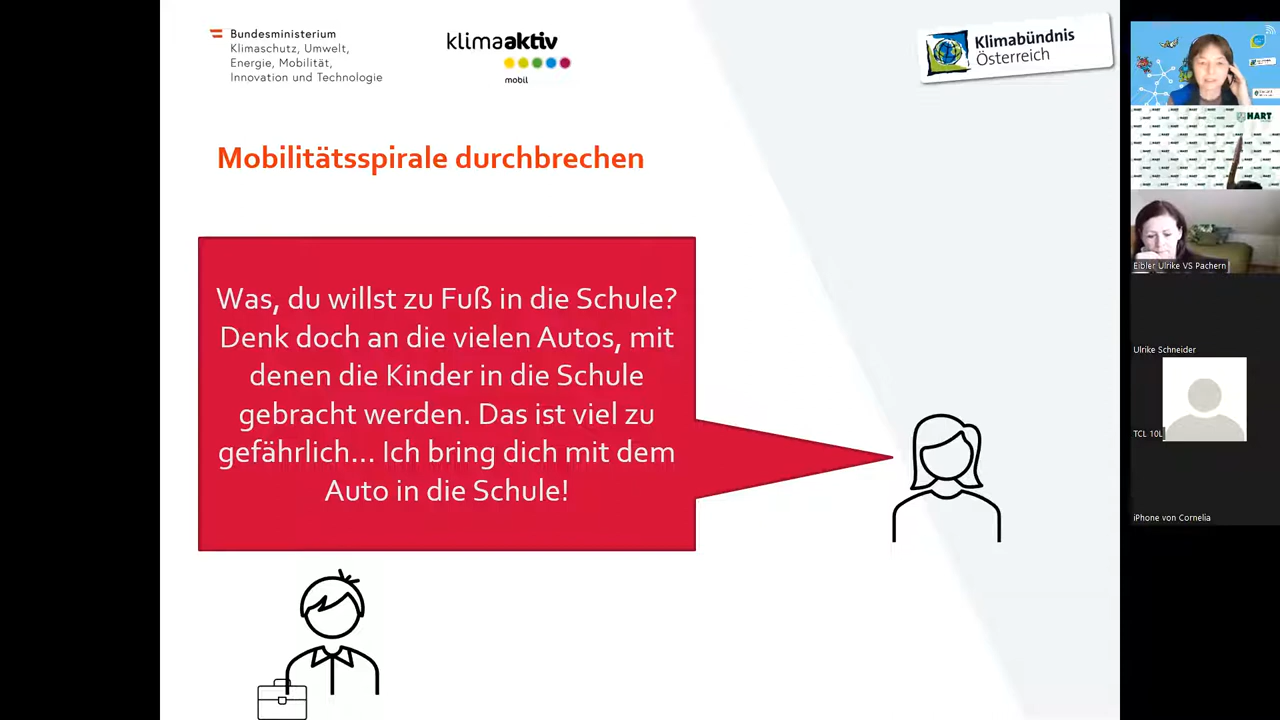 Bundesministerium
Klimaschutz, Umwelt,
Energie, Mobilität,
Innovation und Technologie
klimaaktiv
mobil
Klimabündnis
Österreich
Mobilitätsspirale durchbrechen
Was, du willst zu Fuß in die Schule?
Denk doch an die vielen Autos, mit
denen die Kinder in die Schule
gebracht werden. Das ist viel zu
gefährlich... Ich bring dich mit dem
Auto in die Schule!
HART
Eibler Ulrike VS Pachern
Ulrike Schneider
TCL 10L
iPhone von Cornelia